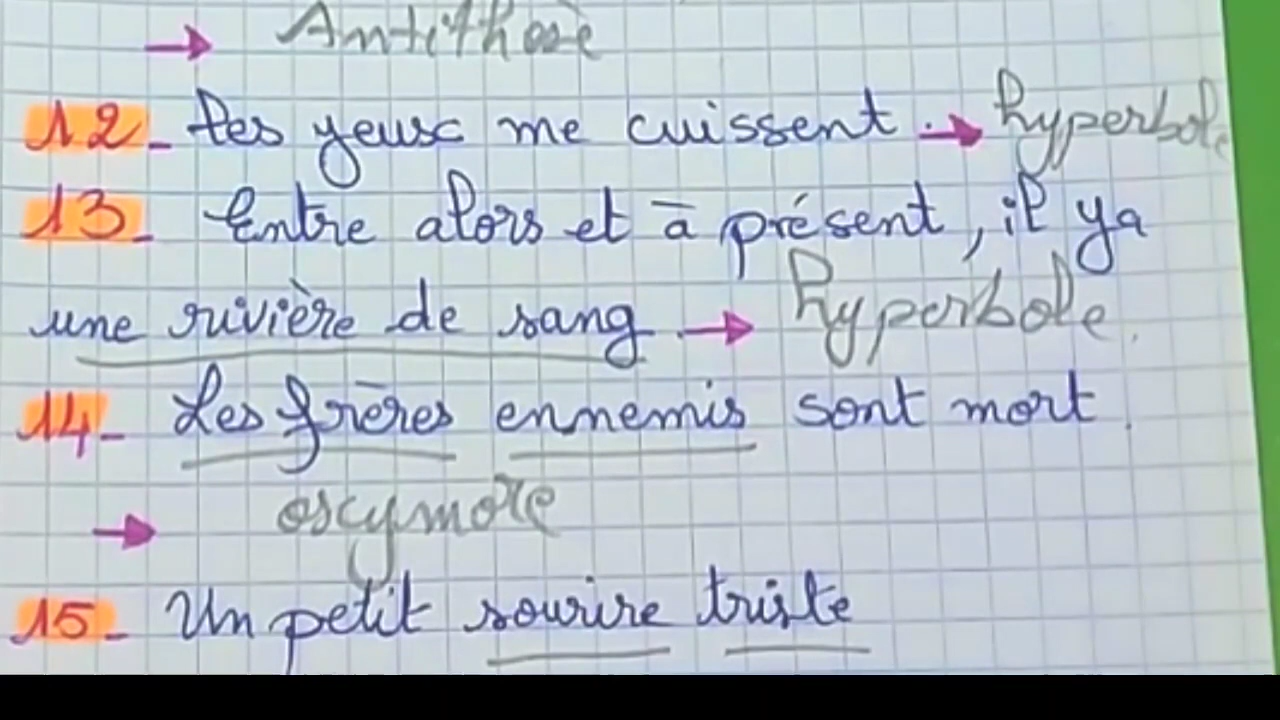 → Antithèse
12_ Les yeux me cuissent. → hyperbole
13_ Entre alors et à présent, il y a
une rivière de sang → hyperbole.
14_ Les frères ennemis sont mort.
→ oxymore
15_ Un petit sourire triste